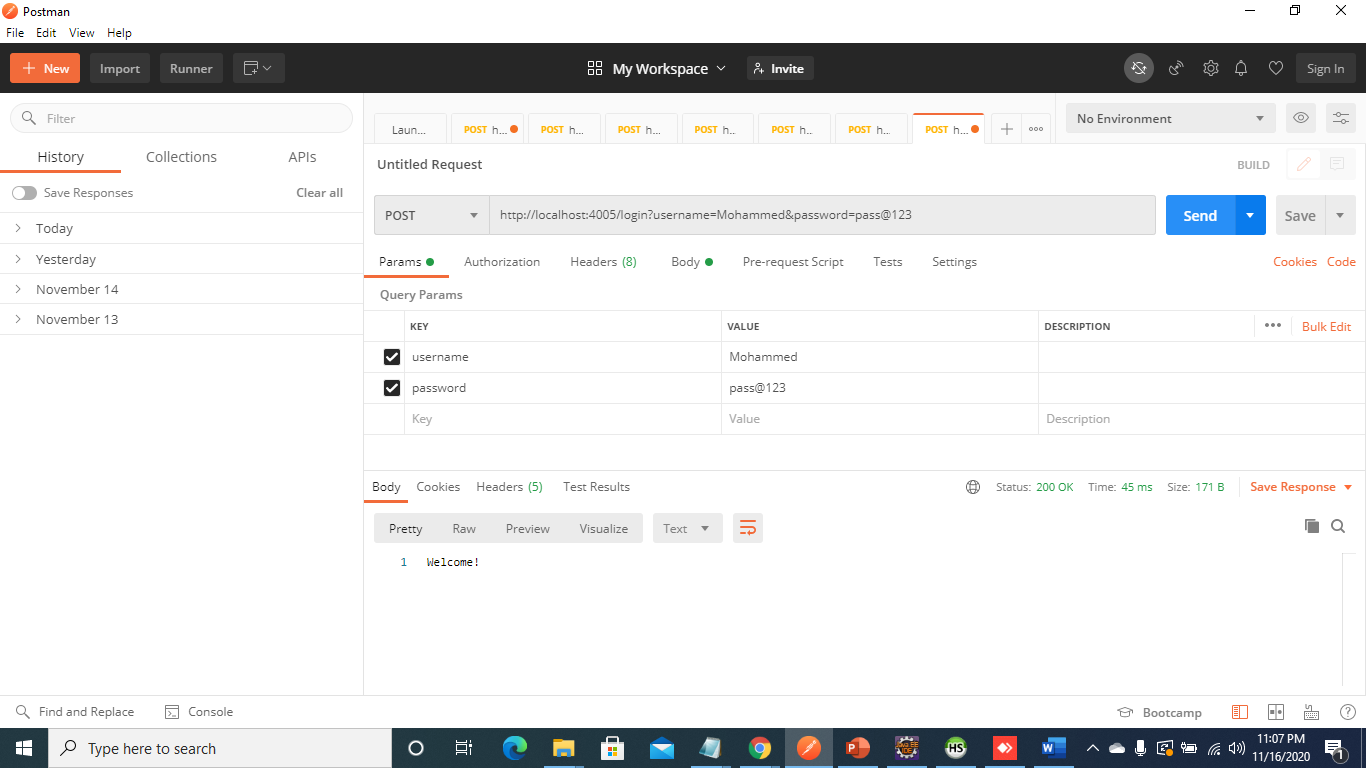 Postman
File Edit View Help
New Import Runner My Workspace Invite Sign In
Filter
History Collections APIs
Save Responses Clear all
Today
Yesterday
November 14
November 13
Laun... POST h... POST h... POST h... POST h... POST h... POST h... POST h... No Environment
Untitled Request BUILD
POST http://localhost:4005/login?username=Mohammed&password=pass@123 Send Save
Params Authorization Headers (8) Body Pre-request Script Tests Settings Cookies Code
Query Params
KEY VALUE DESCRIPTION Bulk Edit
username Mohammed
password pass@123
Key Value Description
Body Cookies Headers (5) Test Results Status: 200 OK Time: 45 ms Size: 171 B Save Response
Pretty Raw Preview Visualize Text
1 Welcome!
Find and Replace Console Bootcamp
Type here to search HS 11:07 PM
11/16/2020 1